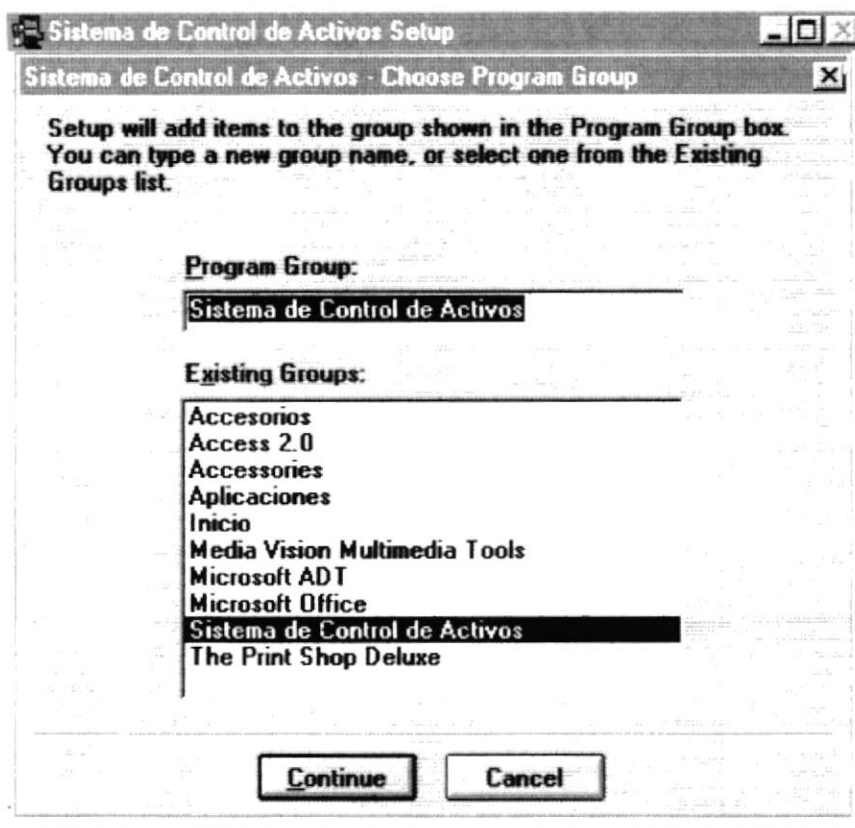 Sistema de Control de Activos Setup
Sistema de Control de Activos - Choose Program Group
Setup will add items to the group shown in the Program Group box.
You can type a new group name, or select one from the Existing
Groups list.
Program Group:
Sistema de Control de Activos
Existing Groups:
Accesorios
Access 2.0
Accessories
Aplicaciones
Inicio
Media Vision Multimedia Tools
Microsoft ADT
Microsoft Office
Sistema de Control de Activos
The Print Shop Deluxe
Continue Cancel